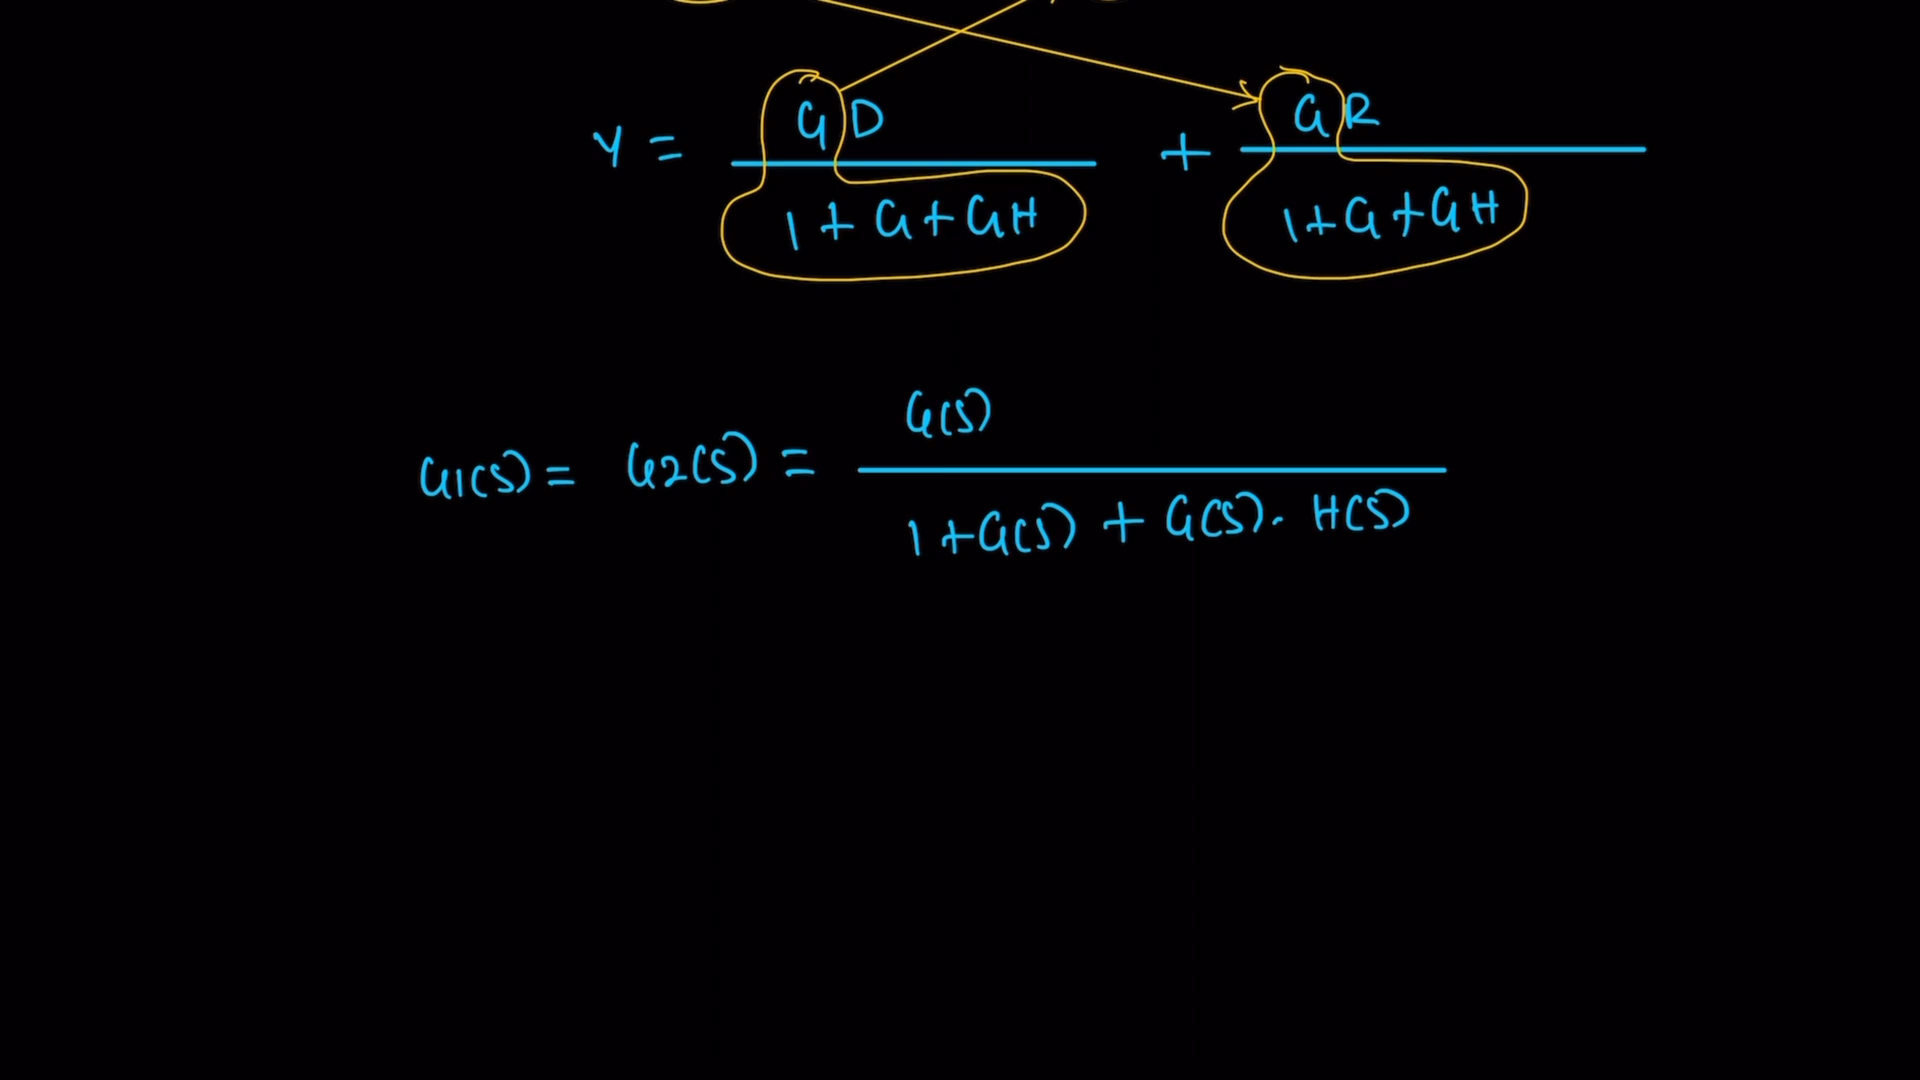 Y = GD / 1 + G + GH + GR / 1 + G + GH
G1(S) = G2(S) = G(S) / 1 + G(S) + G(S) . H(S)